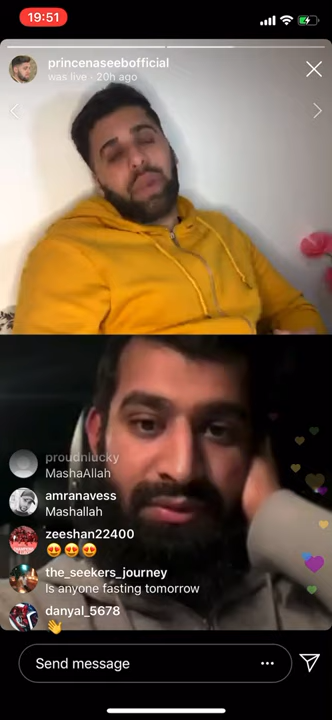 19:51
princenaseebofficial
was live · 20h ago
proudnlucky
MashaAllah
amranavess
Mashallah
zeeshan22400
😍😍😍
the_seekers_journey
Is anyone fasting tomorrow
danyal_5678
👋
Send message